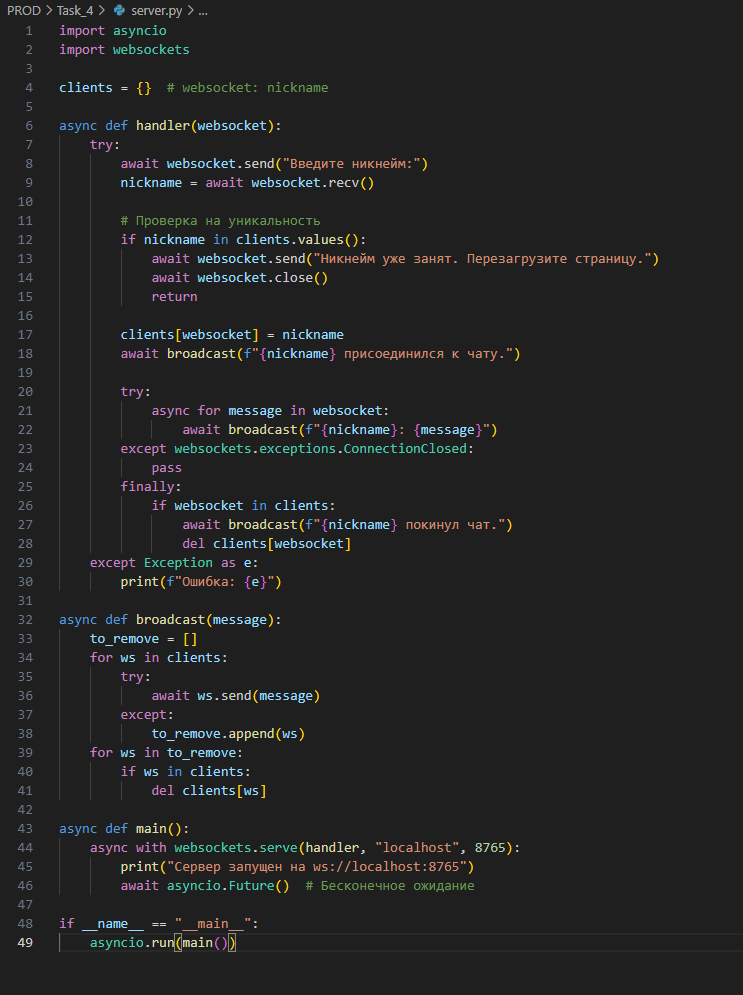 PROD > Task_4 > server.py > ...
1 import asyncio
2 import websockets
3
4 clients = {}  # websocket: nickname
5
6 async def handler(websocket):
7     try:
8         await websocket.send("Введите никнейм:")
9         nickname = await websocket.recv()
10
11         # Проверка на уникальность
12         if nickname in clients.values():
13             await websocket.send("Никнейм уже занят. Перезагрузите страницу.")
14             await websocket.close()
15             return
16
17         clients[websocket] = nickname
18         await broadcast(f"{nickname} присоединился к чату.")
19
20         try:
21             async for message in websocket:
22                 await broadcast(f"{nickname}: {message}")
23         except websockets.exceptions.ConnectionClosed:
24             pass
25         finally:
26             if websocket in clients:
27                 await broadcast(f"{nickname} покинул чат.")
28                 del clients[websocket]
29     except Exception as e:
30         print(f"Ошибка: {e}")
31
32 async def broadcast(message):
33     to_remove = []
34     for ws in clients:
35         try:
36             await ws.send(message)
37         except:
38             to_remove.append(ws)
39     for ws in to_remove:
40         if ws in clients:
41             del clients[ws]
42
43 async def main():
44     async with websockets.serve(handler, "localhost", 8765):
45         print("Сервер запущен на ws://localhost:8765")
46         await asyncio.Future()  # Бесконечное ожидание
47
48 if __name__ == "__main__":
49     asyncio.run(main())